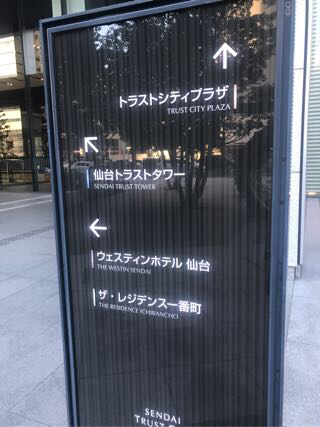 トラストシティプラザ
TRUST CITY PLAZA
仙台トラストタワー
SENDAI TRUST TOWER
ウェスティンホテル 仙台
THE WESTIN SENDAI
ザ・レジデンス一番町
THE RESIDENCE ICHIBANCHO
SENDAI
TRUST